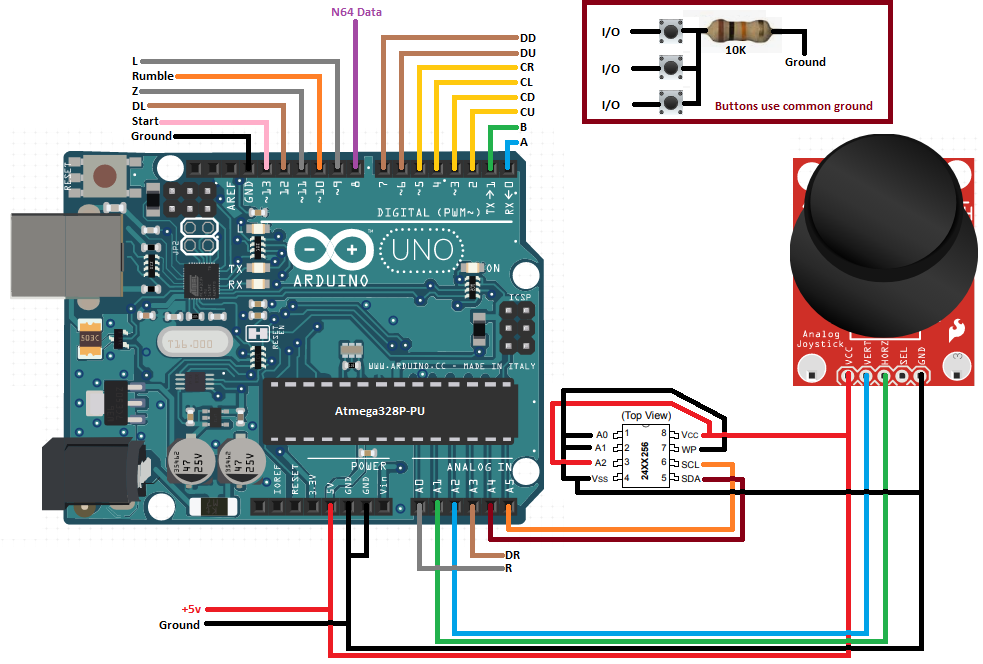 N64 Data
DD
DU
CR
CL
CD
CU
B
A
L
Rumble
Z
DL
Start
Ground
I/O
I/O
I/O
10K
Ground
Buttons use common ground
RESET
AREF
GND
~13
12
~11
~10
~9
8
7
~6
~5
4
~3
2
TX→1
RX←0
DIGITAL (PWM~)
JP2
L
TX
RX
UNO
ARDUINO
ON
ICSP
503C
T16.000
RESET-EN
WWW.ARDUINO.CC - MADE IN ITALY
Atmega328P-PU
47
25V
47
25V
POWER
ANALOG IN
IOREF
RESET
3.3V
5V
GND
GND
Vin
A0
A1
A2
A3
A4
A5
DR
R
+5v
Ground
(Top View)
A0
A1
A2
Vss
1
2
3
4
24XX256
8
7
6
5
Vcc
WP
SCL
SDA
Analog
Joystick
VCC
VERT
HORZ
SEL
GND